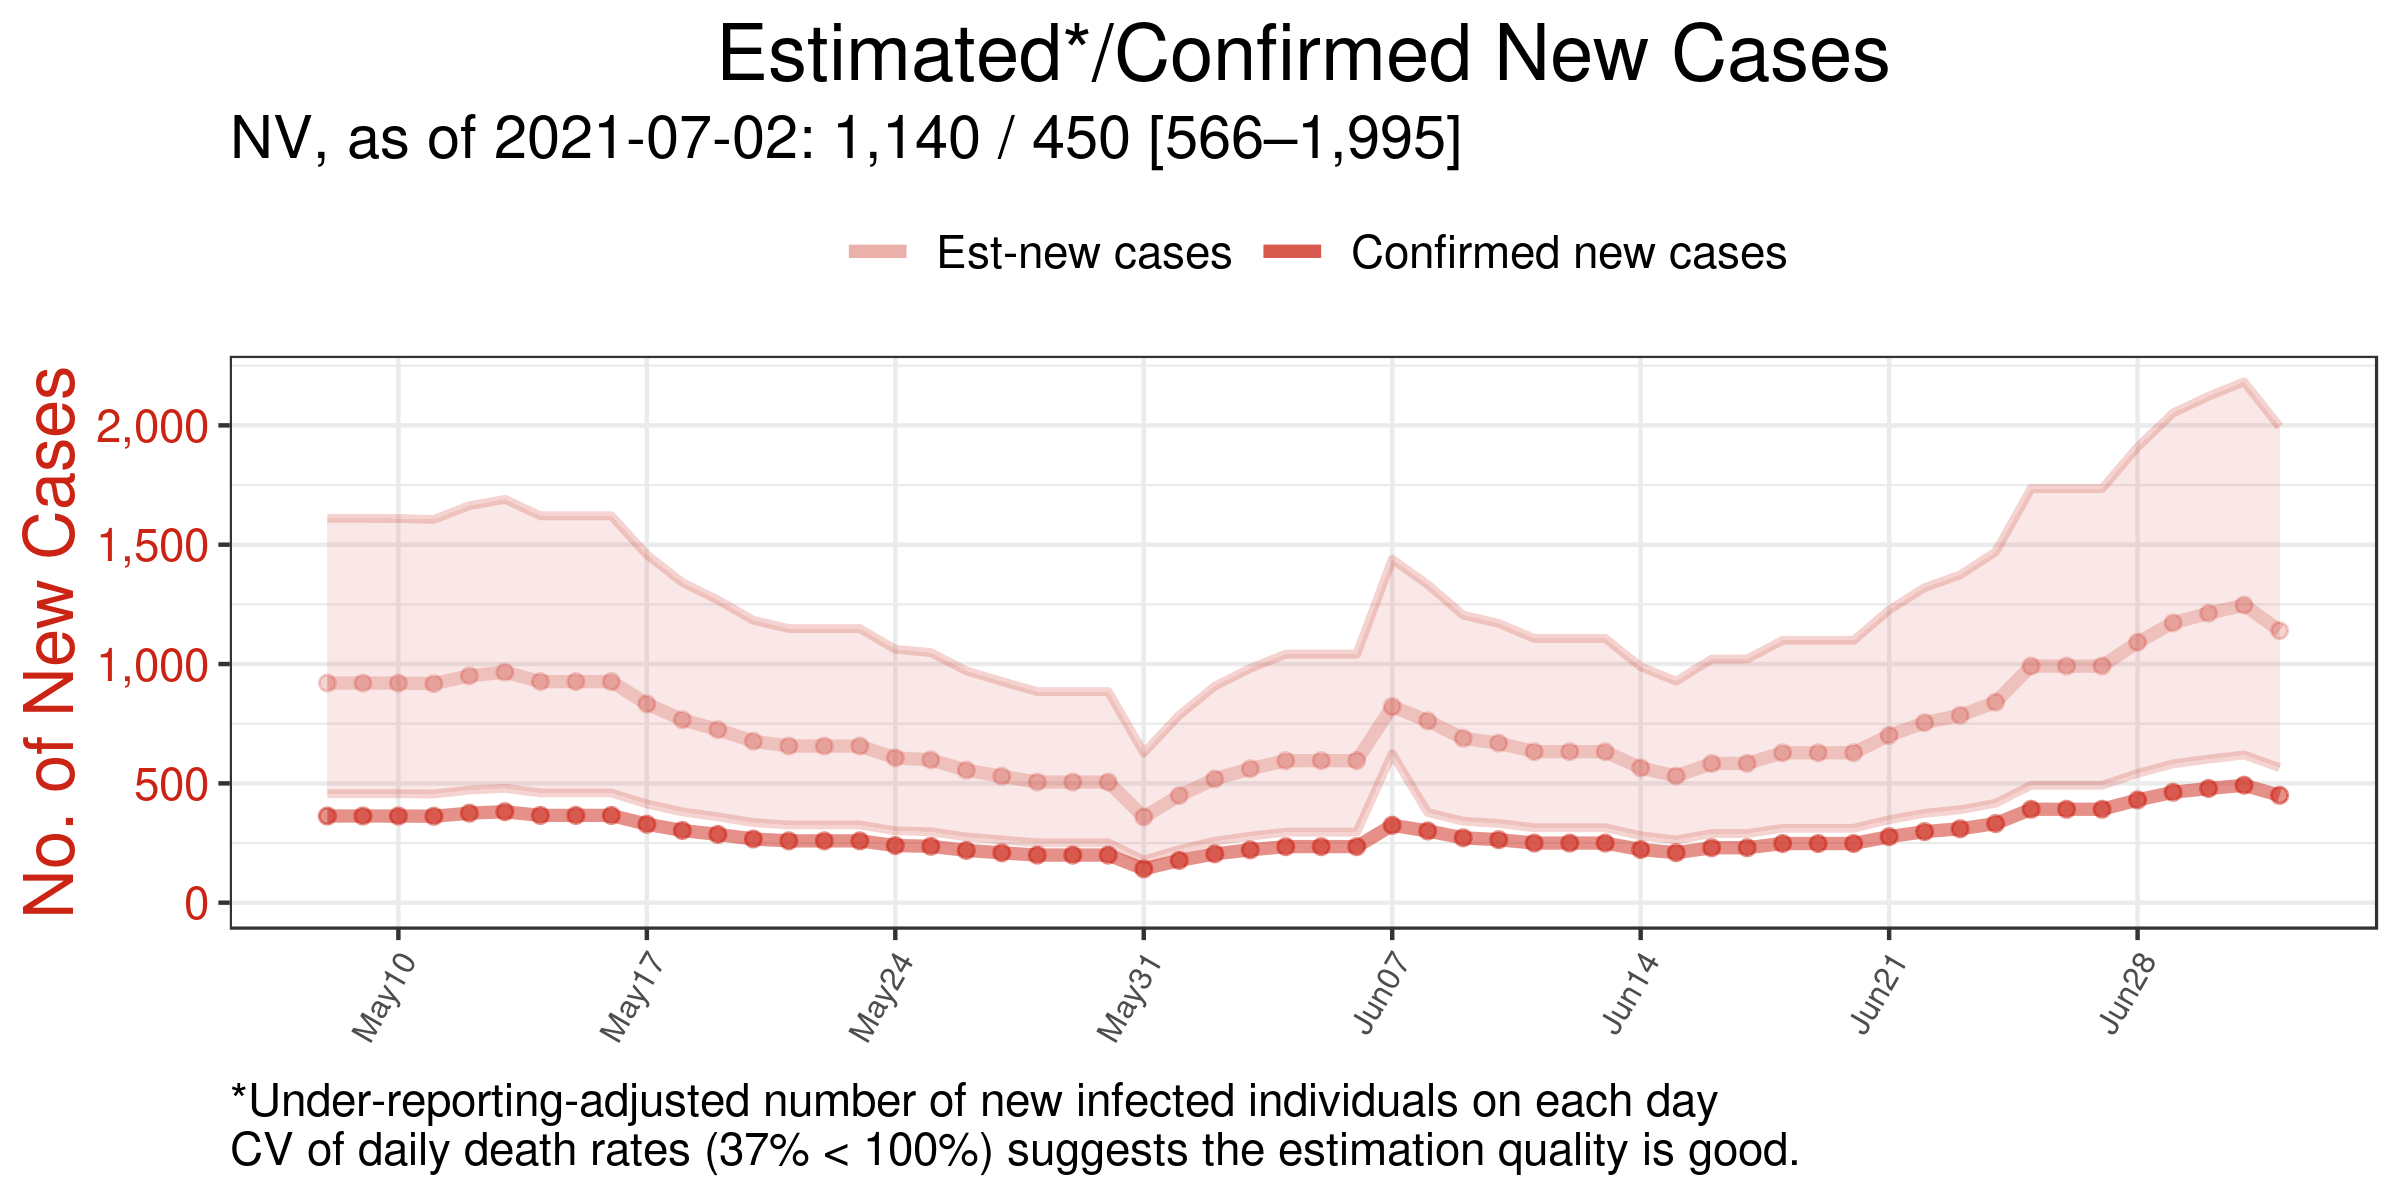 Estimated*/Confirmed New Cases
NV, as of 2021-07-02: 1,140 / 450 [566–1,995]
Est-new cases
Confirmed new cases
No. of New Cases
2,000
1,500
1,000
500
0
May10
May17
May24
May31
Jun07
Jun14
Jun21
Jun28
*Under-reporting-adjusted number of new infected individuals on each day
CV of daily death rates (37% < 100%) suggests the estimation quality is good.